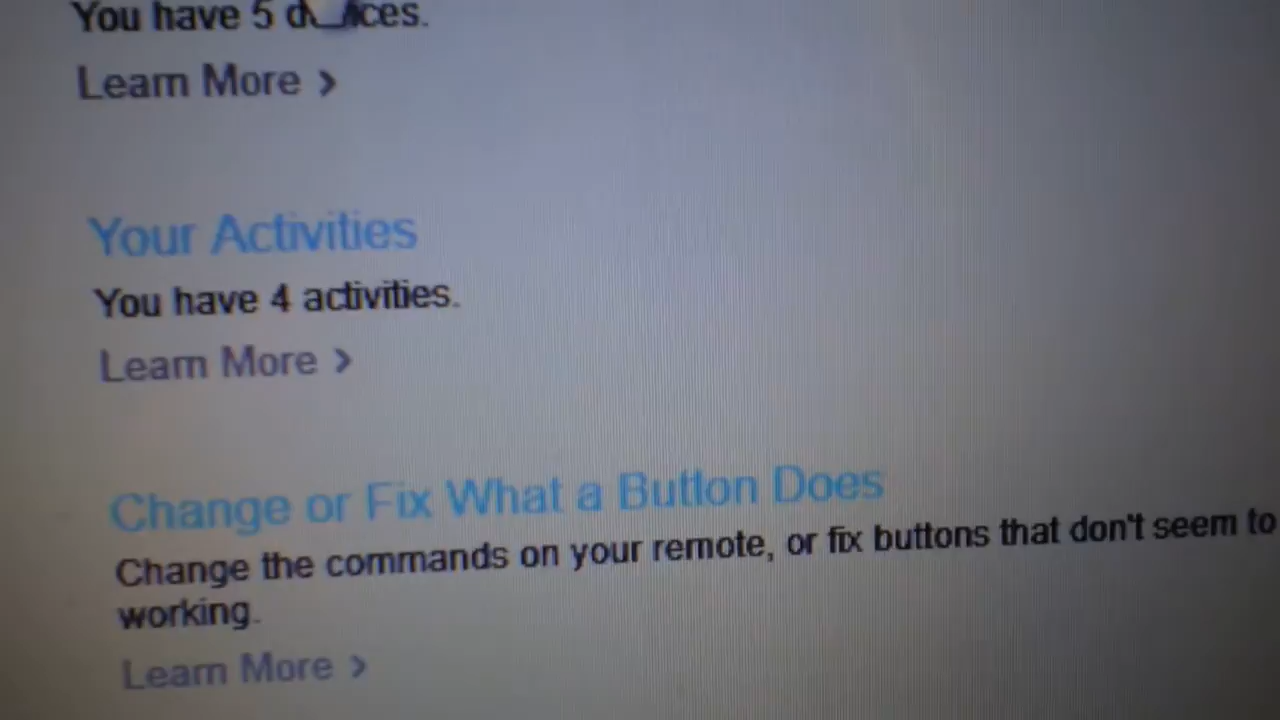 You have 5
Learn More >
Your Activities
You have 4 activities.
Learn More >
Change or Fix What a Button Does
Change the commands on your remote, or fix buttons that don't seem to
working.
Learn More >